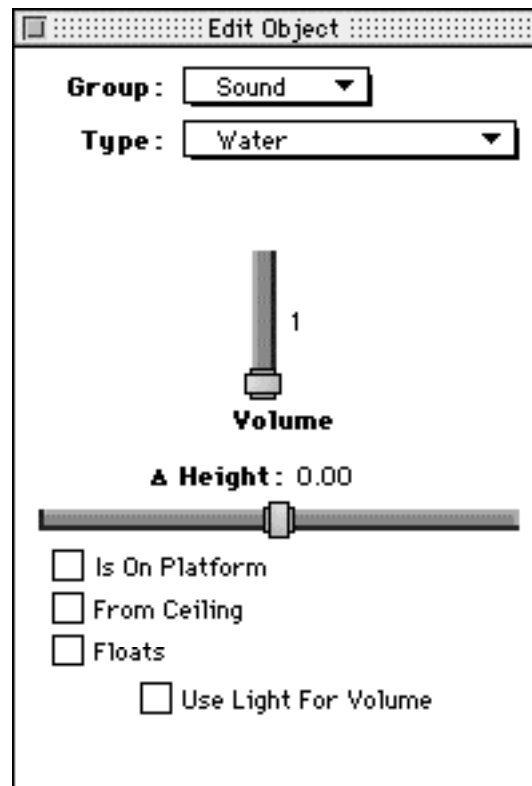 Edit Object
Group: Sound
Type: Water
1
Volume
Δ Height: 0.00
Is On Platform
From Ceiling
Floats
Use Light For Volume